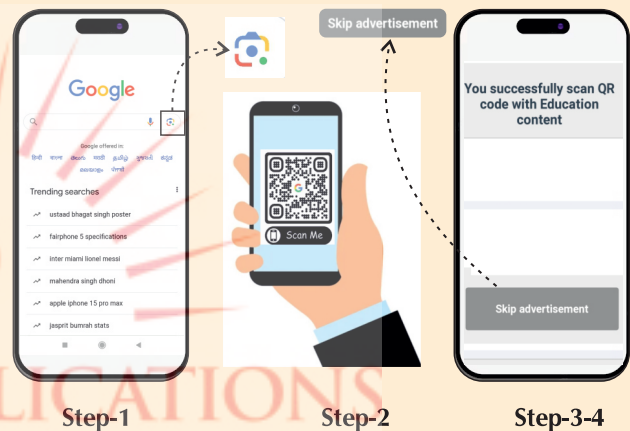 Skip advertisement
Google
Google offered in:
हिन्दी বাংলা తెలుగు मराठी தமிழ் ગુજરાતી ಕನ್ನಡ
മലയാളം ਪੰਜਾਬੀ
Trending searches
ustaad bhagat singh poster
fairphone 5 specifications
inter miami lionel messi
mahendra singh dhoni
apple iphone 15 pro max
jasprit bumrah stats
Scan Me
You successfully scan QR
code with Education
content
Skip advertisement
LICATIONS
Step-1
Step-2
Step-3-4